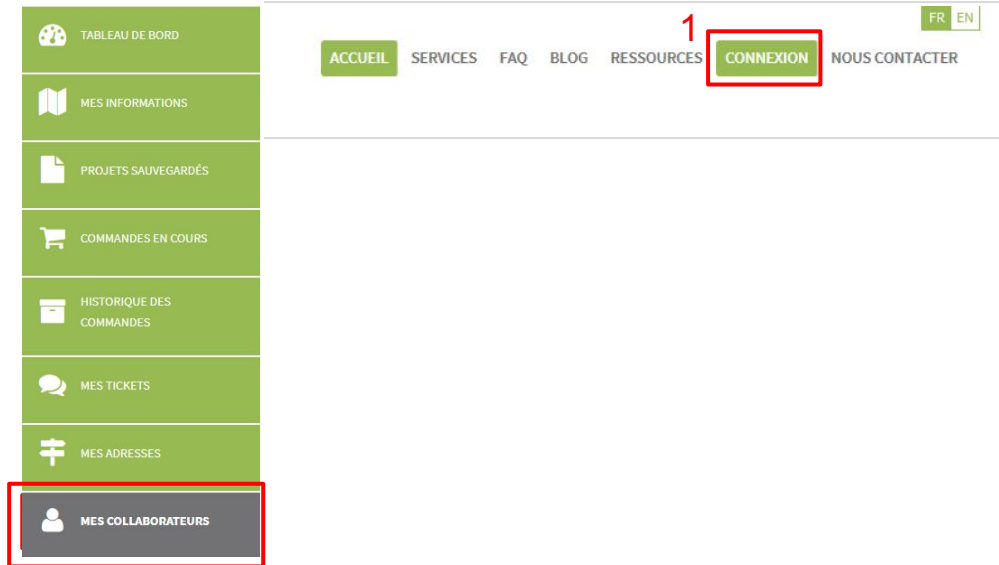 TABLEAU DE BORD
MES INFORMATIONS
PROJETS SAUVEGARDÉS
COMMANDES EN COURS
HISTORIQUE DES
COMMANDES
MES TICKETS
MES ADRESSES
MES COLLABORATEURS
FR EN
1
ACCUEIL SERVICES FAQ BLOG RESSOURCES CONNEXION NOUS CONTACTER